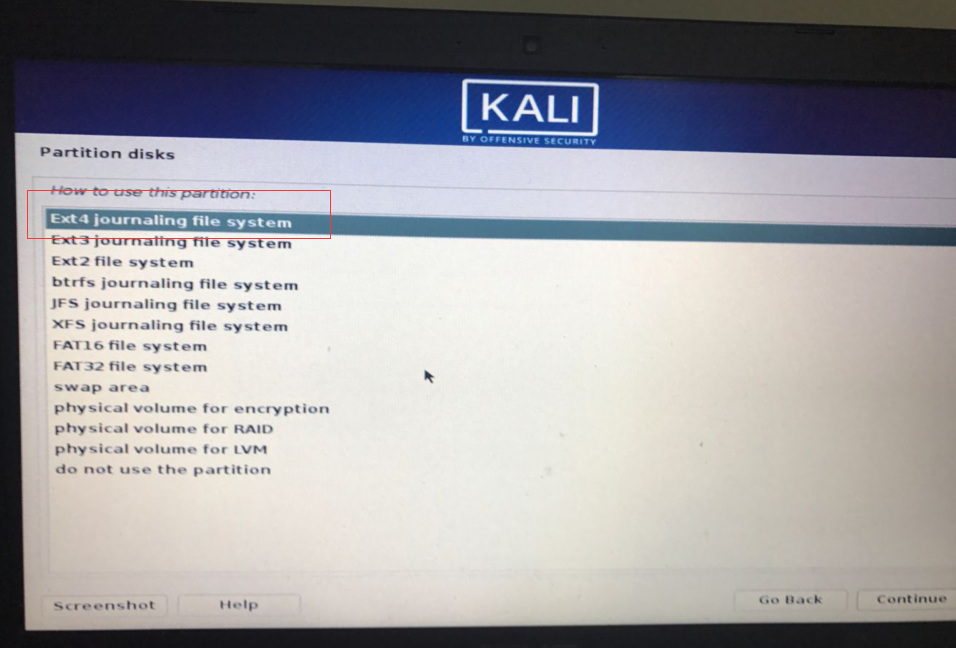 KALI
BY OFFENSIVE SECURITY
Partition disks
How to use this partition:
Ext4 journaling file system
Ext3 journaling file system
Ext2 file system
btrfs journaling file system
JFS journaling file system
XFS journaling file system
FAT16 file system
FAT32 file system
swap area
physical volume for encryption
physical volume for RAID
physical volume for LVM
do not use the partition
Screenshot Help Go Back Continue